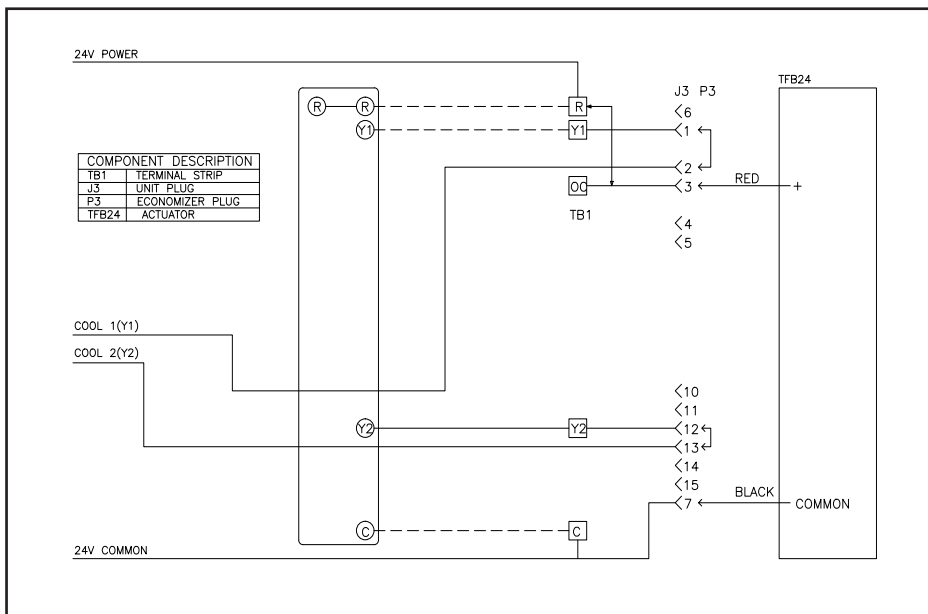 24V POWER
TFB24
J3 P3
R R R
6
Y1 Y1 1
2
COMPONENT DESCRIPTION
TB1 TERMINAL STRIP
J3 UNIT PLUG
P3 ECONOMIZER PLUG
TFB24 ACTUATOR
OC 3 RED +
TB1
4
5
COOL 1(Y1)
COOL 2(Y2)
10
11
Y2 Y2 12
13
14
15
7 BLACK COMMON
C C
24V COMMON